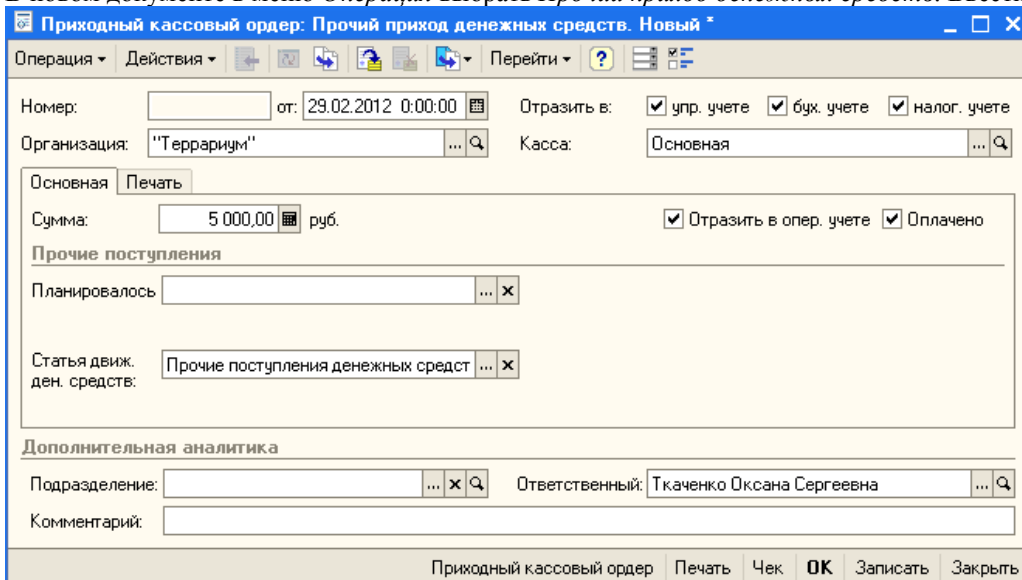 Приходный кассовый ордер: Прочий приход денежных средств. Новый *
Операция Действия Перейти ?
Номер: от: 29.02.2012 0:00:00 Отразить в: упр. учете бух. учете налог. учете
Организация: "Террариум" ... Касса: Основная ...
Основная Печать
Сумма: 5 000,00 руб. Отразить в опер. учете Оплачено
Прочие поступления
Планировалось ... x
Статья движ.
ден. средств: Прочие поступления денежных средст ... x
Дополнительная аналитика
Подразделение: ... x Ответственный: Ткаченко Оксана Сергеевна ...
Комментарий:
Приходный кассовый ордер Печать Чек OK Записать Закрыть